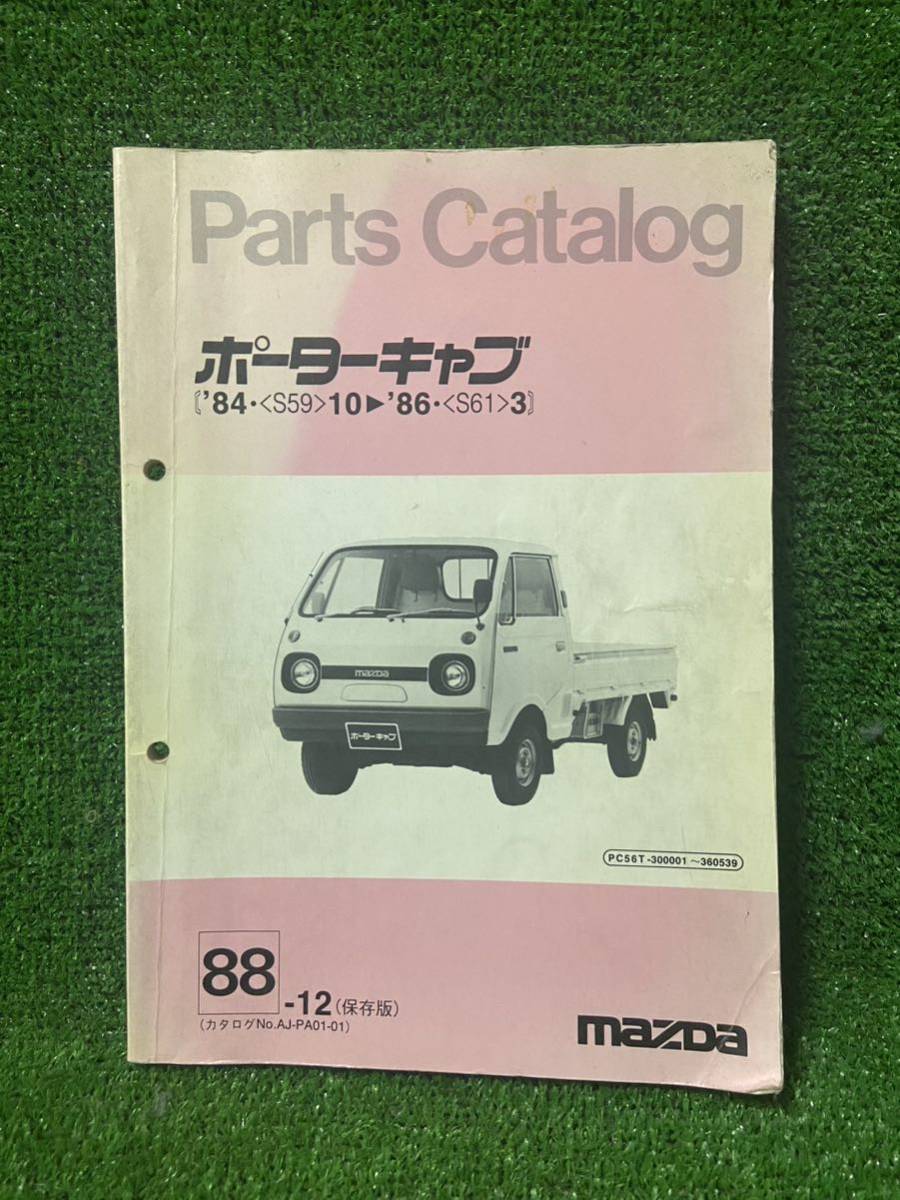 Parts Catalog
ポーターキャブ
〔'84・<S59>10▶'86・<S61>3〕
mazda
ポーターキャブ
PC56T-300001～360539
88-12(保存版)
(カタログNo.AJ-PA01-01)
mazda